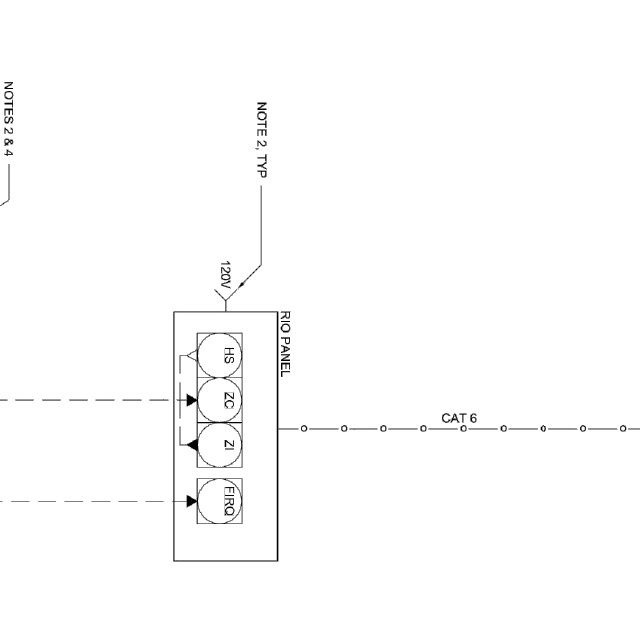 NOTES 2 & 4
NOTE 2, TYP
120V
RIO PANEL
HS
ZC
ZI
FIRQ
CAT 6